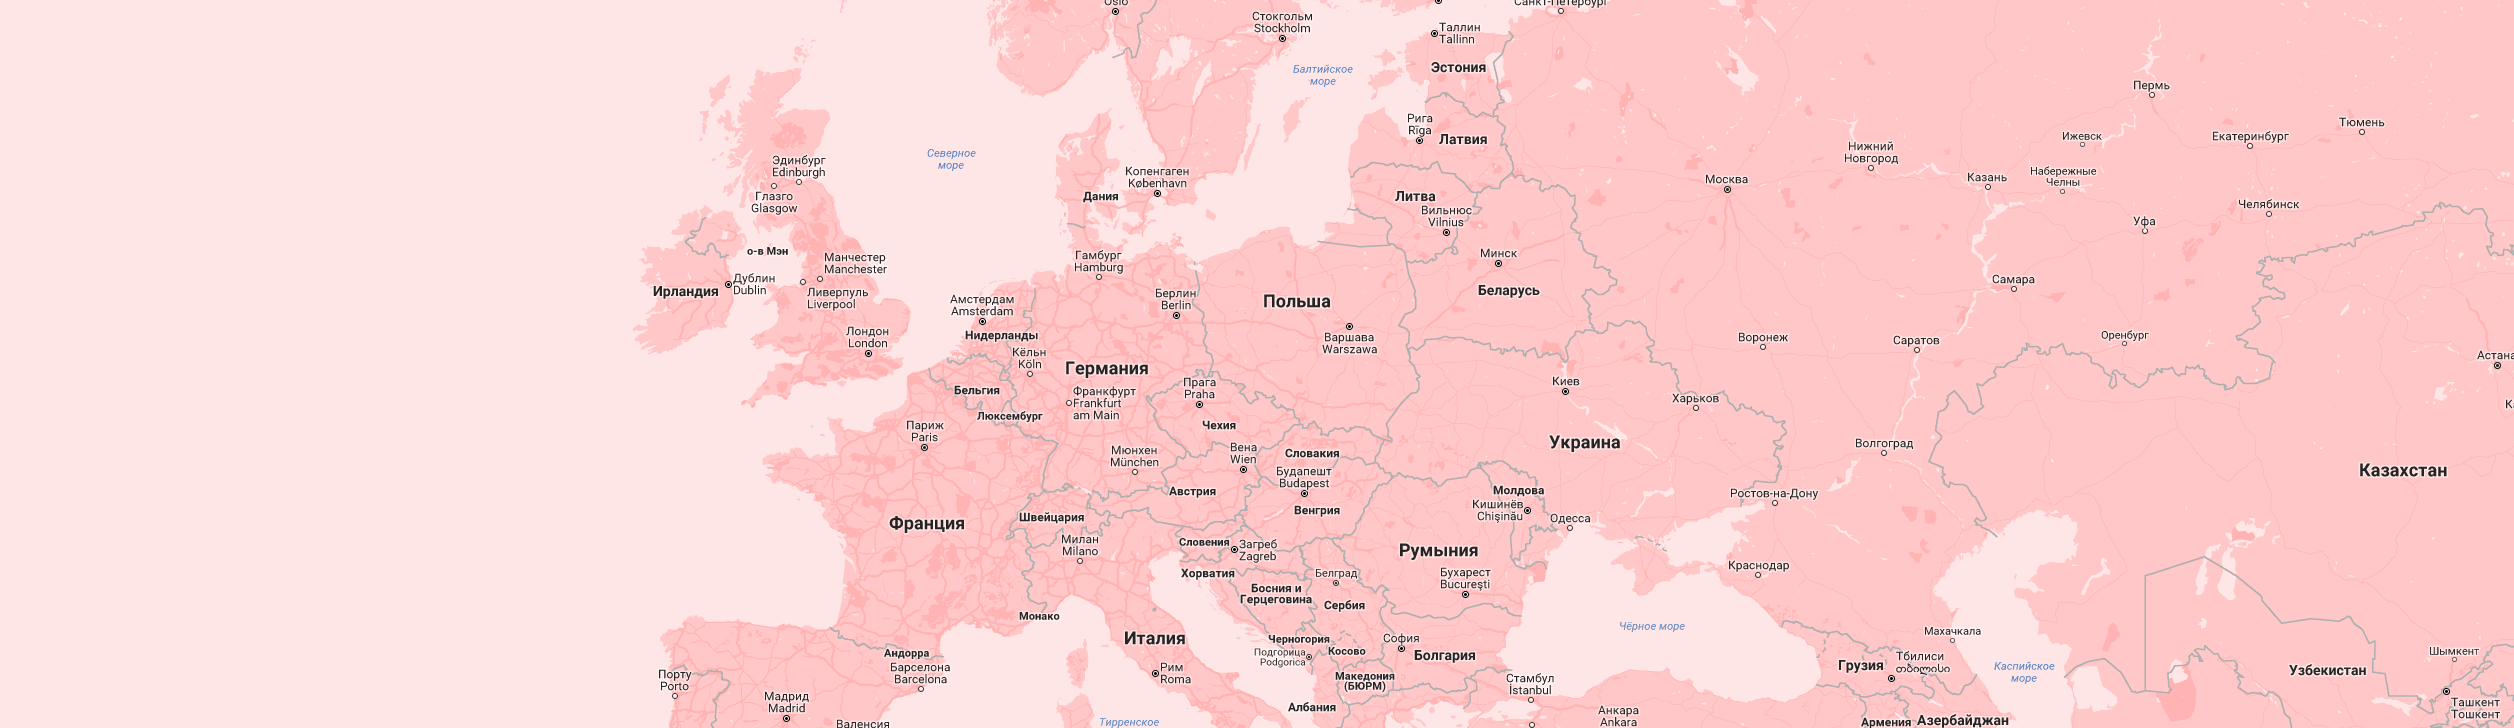 Oslo
Стокгольм
Stockholm
Санкт-Петербург
Таллин
Tallinn
Эстония
Балтийское
море
Пермь
Рига
Rīga
Латвия
Ижевск
Екатеринбург
Тюмень
Северное
море
Эдинбург
Edinburgh
Глазго
Glasgow
Копенгаген
København
Дания
Литва
Вильнюс
Vilnius
Москва
Нижний
Новгород
Казань
Набережные
Челны
Уфа
Челябинск
о-в Мэн
Манчестер
Manchester
Дублин
Dublin
Ирландия
Ливерпуль
Liverpool
Гамбург
Hamburg
Минск
Беларусь
Самара
Амстердам
Amsterdam
Нидерланды
Берлин
Berlin
Польша
Варшава
Warszawa
Лондон
London
Кёльн
Köln
Воронеж
Саратов
Оренбург
Астана
Германия
Бельгия
Франкфурт
Frankfurt
am Main
Люксембург
Прага
Praha
Чехия
Киев
Харьков
Париж
Paris
Мюнхен
München
Вена
Wien
Словакия
Будапешт
Budapest
Украина
Волгоград
Казахстан
Австрия
Венгрия
Молдова
Кишинёв
Chișinău
Одесса
Ростов-на-Дону
Франция
Швейцария
Милан
Milano
Словения
Загреб
Zagreb
Румыния
Бухарест
București
Краснодар
Хорватия
Белград
Босния и
Герцеговина
Сербия
Монако
Италия
Черногория
Подгорица
Podgorica
Косово
София
Болгария
Чёрное море
Махачкала
Андорра
Барселона
Barcelona
Рим
Roma
Македония
(БЮРМ)
Грузия
Тбилиси
თბილისი
Каспийское
море
Шымкент
Узбекистан
Порту
Porto
Мадрид
Madrid
Валенсия
Тирренское
Албания
Стамбул
İstanbul
Анкара
Ankara
Армения
Азербайджан
Ташкент
Тошкент